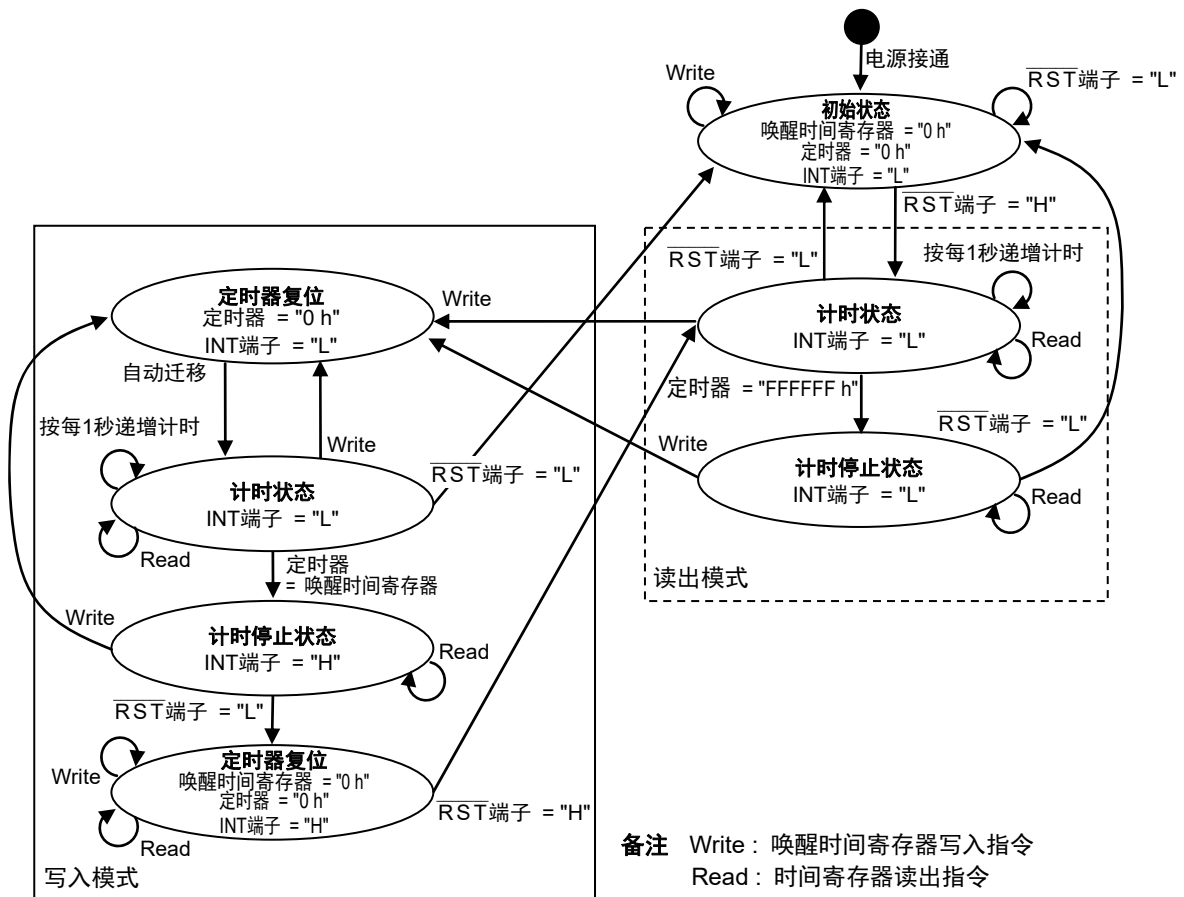 电源接通
Write
RST端子 = "L"
初始状态
唤醒时间寄存器 = "0 h"
定时器 = "0 h"
INT端子 = "L"
RST端子 = "H"
RST端子 = "L"
按每1秒递增计时
计时状态
INT端子 = "L"
Read
定时器 = "FFFFFF h"
RST端子 = "L"
Write
计时停止状态
INT端子 = "L"
Read
读出模式
Write
定时器复位
定时器 = "0 h"
INT端子 = "L"
自动迁移
按每1秒递增计时
Write
RST端子 = "L"
计时状态
INT端子 = "L"
Read
定时器
= 唤醒时间寄存器
Write
计时停止状态
INT端子 = "H"
Read
RST端子 = "L"
Write
定时器复位
唤醒时间寄存器 = "0 h"
定时器 = "0 h"
INT端子 = "H"
RST端子 = "H"
Read
写入模式
备注 Write : 唤醒时间寄存器写入指令
Read : 时间寄存器读出指令